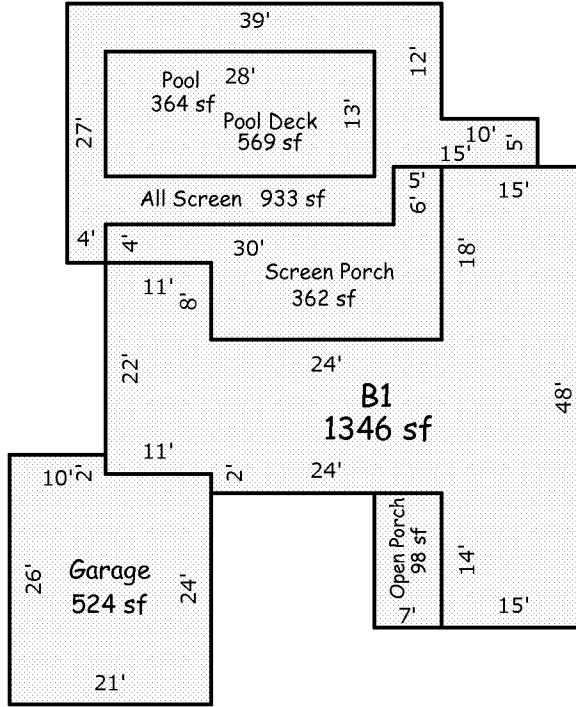 39'
12'
Pool 28'
364 sf
13'
Pool Deck
569 sf
27'
10'
5'
15'
15'
5'
6'
All Screen 933 sf
4'
4'
30'
18'
Screen Porch
362 sf
11'
8'
22'
24'
B1
1346 sf
48'
11'
24'
10'
2'
2'
Open Porch
98 sf
14'
26'
Garage
524 sf
24'
7'
15'
21'